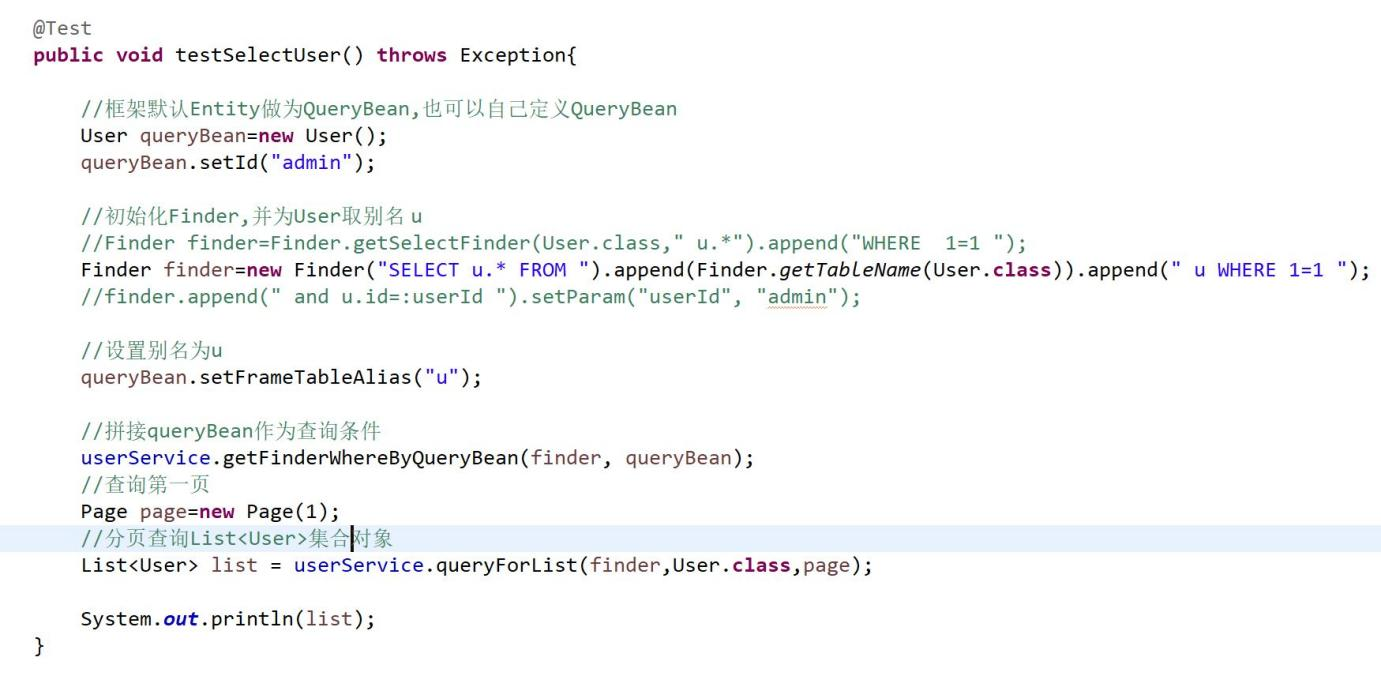 @Test
public void testSelectUser() throws Exception{
//框架默认Entity做为QueryBean,也可以自己定义QueryBean
User queryBean=new User();
queryBean.setId("admin");
//初始化Finder,并为User取别名 u
//Finder finder=Finder.getSelectFinder(User.class," u.*").append("WHERE  1=1 ");
Finder finder=new Finder("SELECT u.* FROM ").append(Finder.getTableName(User.class)).append(" u WHERE 1=1 ");
//finder.append(" and u.id=:userId ").setParam("userId", "admin");
//设置别名为u
queryBean.setFrameTableAlias("u");
//拼接queryBean作为查询条件
userService.getFinderWhereByQueryBean(finder, queryBean);
//查询第一页
Page page=new Page(1);
//分页查询List<User>集合对象
List<User> list = userService.queryForList(finder,User.class,page);
System.out.println(list);
}